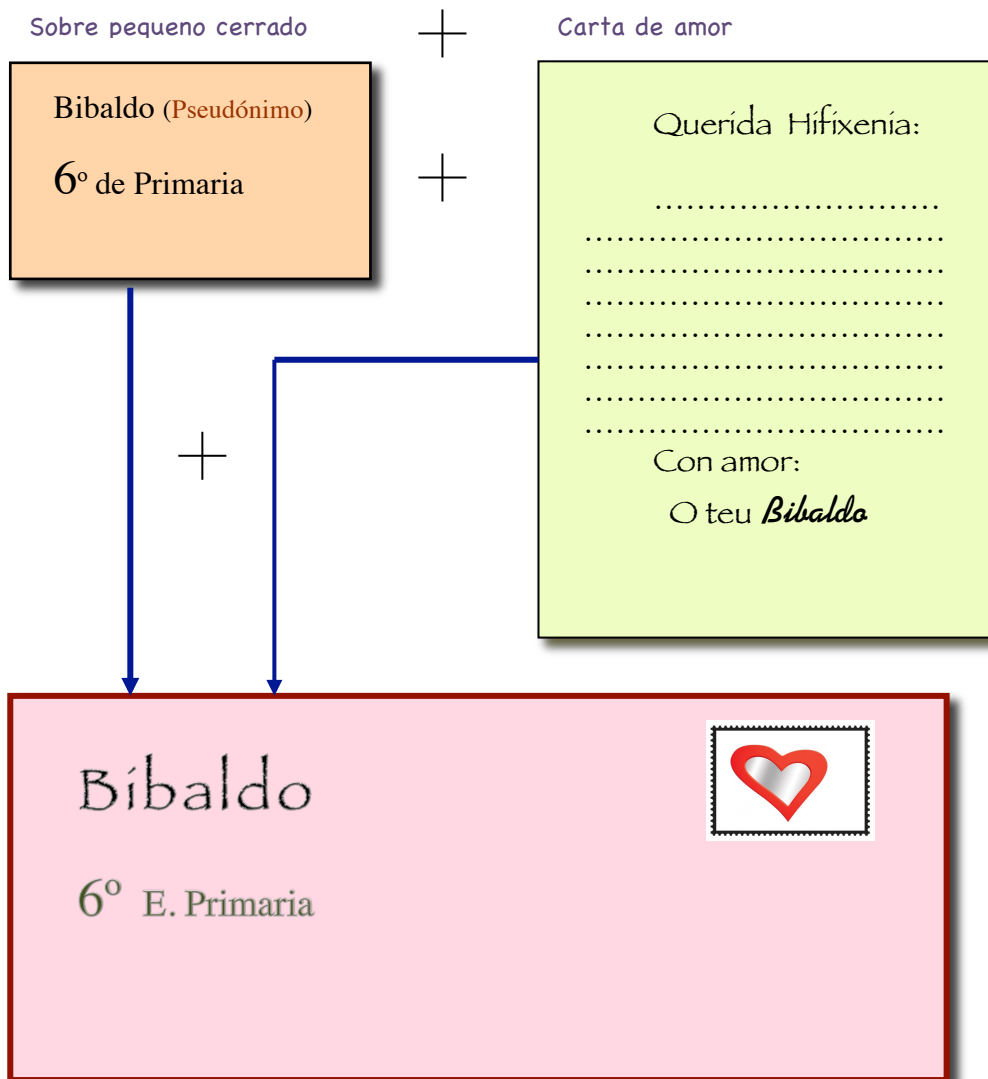 Sobre pequeno cerrado
Bibaldo (Pseudónimo)
6º de Primaria
Carta de amor
Querida Hifixenia:
...........................
..................................
..................................
..................................
..................................
..................................
..................................
..................................
Con amor:
O teu Bibaldo
Bibaldo
6º E. Primaria